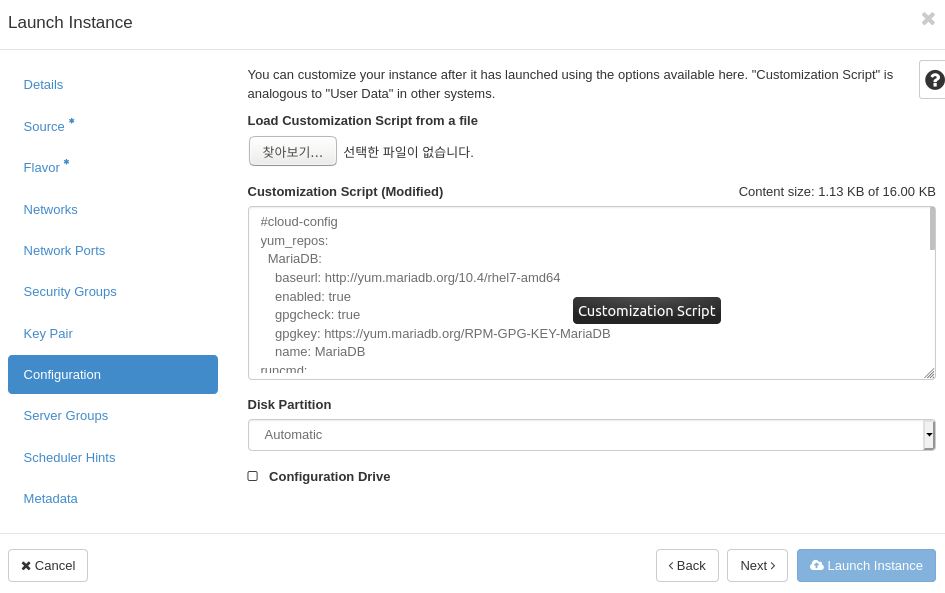 Launch Instance
Details
Source *
Flavor *
Networks
Network Ports
Security Groups
Key Pair
Configuration
Server Groups
Scheduler Hints
Metadata
You can customize your instance after it has launched using the options available here. "Customization Script" is
analogous to "User Data" in other systems.
Load Customization Script from a file
찾아보기... 선택한 파일이 없습니다.
Customization Script (Modified) Content size: 1.13 KB of 16.00 KB
#cloud-config
yum_repos:
MariaDB:
baseurl: http://yum.mariadb.org/10.4/rhel7-amd64
enabled: true
gpgcheck: true
gpgkey: https://yum.mariadb.org/RPM-GPG-KEY-MariaDB
name: MariaDB
runcmd:
Customization Script
Disk Partition
Automatic
Configuration Drive
Cancel
Back
Next
Launch Instance